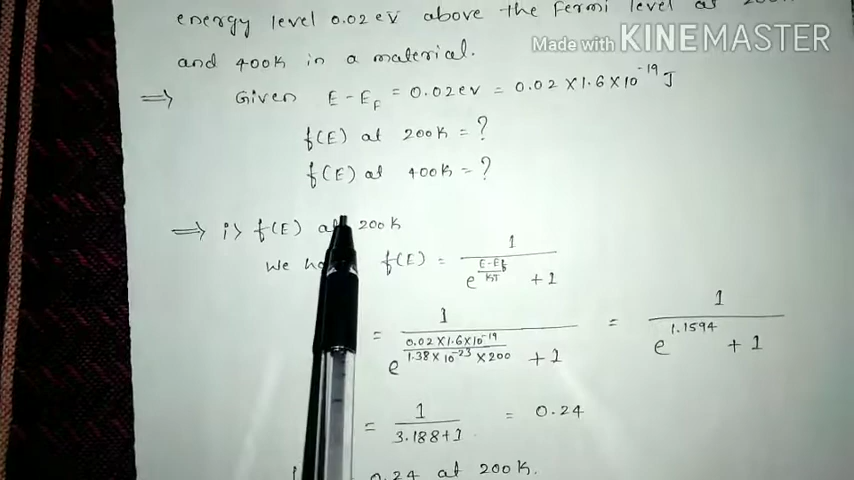 energy level 0.02 eV above the Fermi level at
Made with KINEMASTER
and 400K in a material.
⇒ Given E - E_F = 0.02ev = 0.02 × 1.6 × 10^-19 J
f(E) at 200K = ?
f(E) at 400K = ?
⇒ i> f(E) at 200K
We f(E) = 1 / (e^((E-E_f)/(KT)) + 1)
= 1 / (e^((0.02×1.6×10^-19)/(1.38×10^-23×200)) + 1) = 1 / (e^(1.1594) + 1)
= 1 / (3.188+1) = 0.24
0.24 at 200K.